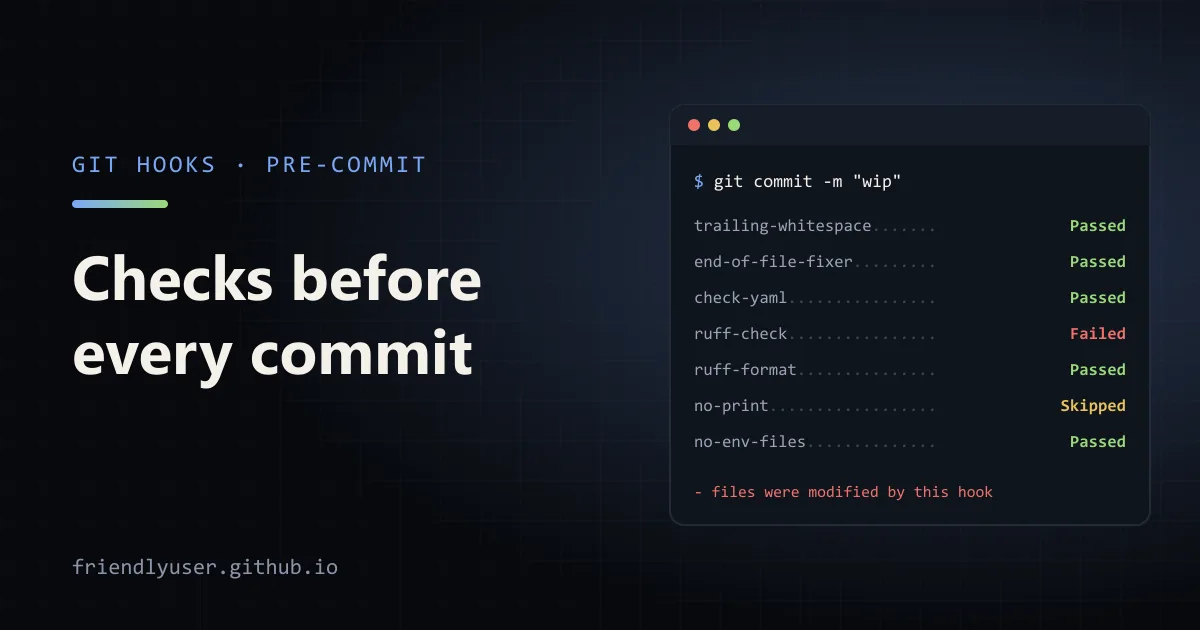 GIT HOOKS · PRE-COMMIT
Checks before
every commit
friendlyuser.github.io
$ git commit -m "wip"
trailing-whitespace....... Passed
end-of-file-fixer......... Passed
check-yaml................ Passed
ruff-check................ Failed
ruff-format............... Passed
no-print.................. Skipped
no-env-files.............. Passed
- files were modified by this hook